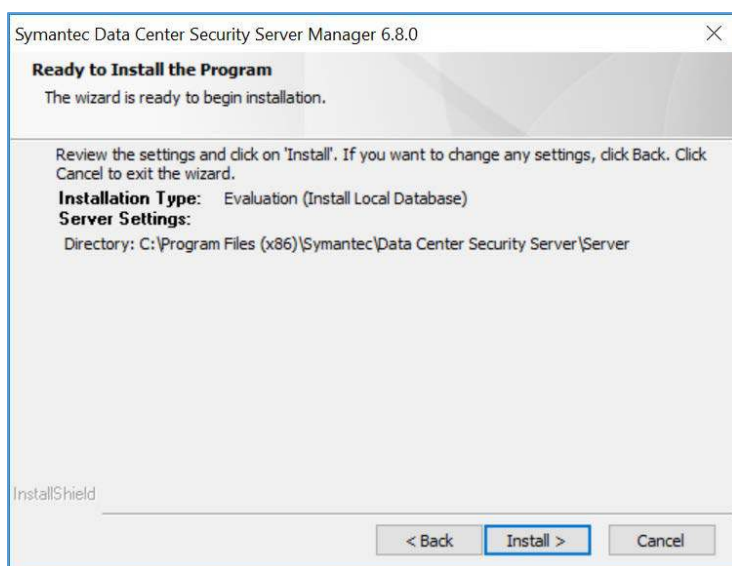 Symantec Data Center Security Server Manager 6.8.0
Ready to Install the Program
The wizard is ready to begin installation.
Review the settings and click on 'Install'. If you want to change any settings, click Back. Click
Cancel to exit the wizard.
Installation Type: Evaluation (Install Local Database)
Server Settings:
Directory: C:\Program Files (x86)\Symantec\Data Center Security Server\Server
InstallShield
< Back Install > Cancel